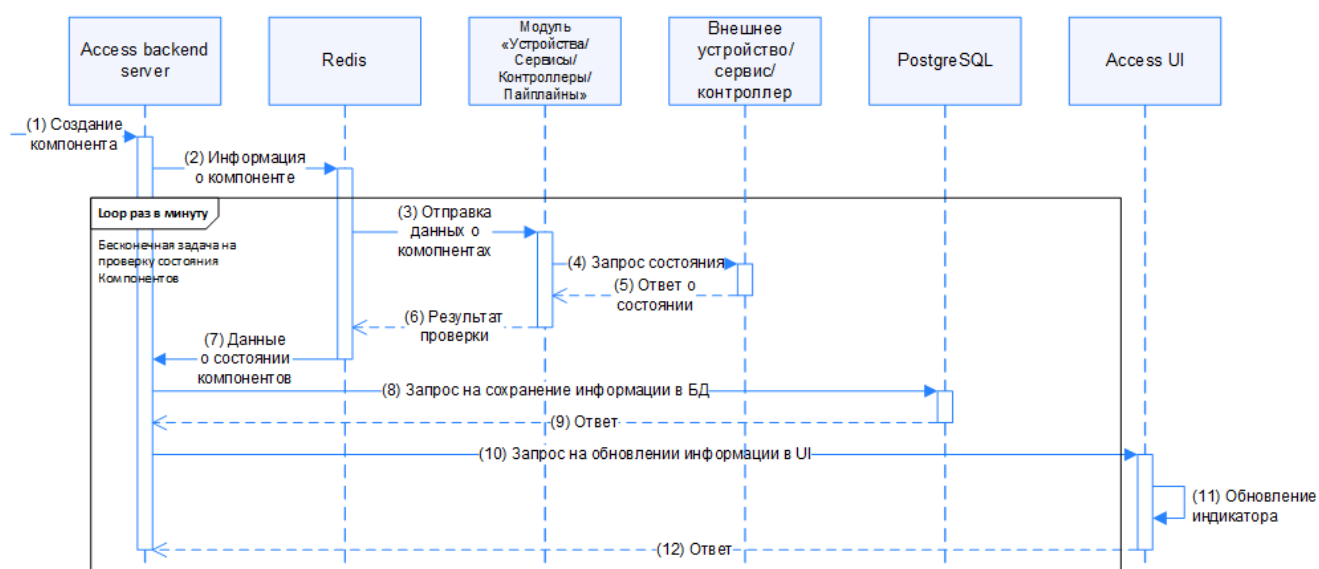 Access backend
server
Redis
Модуль
«Устройства/
Сервисы/
Контроллеры/
Пайплайны»
Внешнее
устройство/
сервис/
контроллер
PostgreSQL
Access UI
(1) Создание
компонента
(2) Информация
о компоненте
Loop раз в минуту
Бесконечная задача на
проверку состояния
Компонентов
(3) Отправка
данных о
комопнентах
(4) Запрос состояния
(5) Ответ о
состоянии
(6) Результат
проверки
(7) Данные
о состоянии
компонентов
(8) Запрос на сохранение информации в БД
(9) Ответ
(10) Запрос на обновлении информации в UI
(11) Обновление
индикатора
(12) Ответ